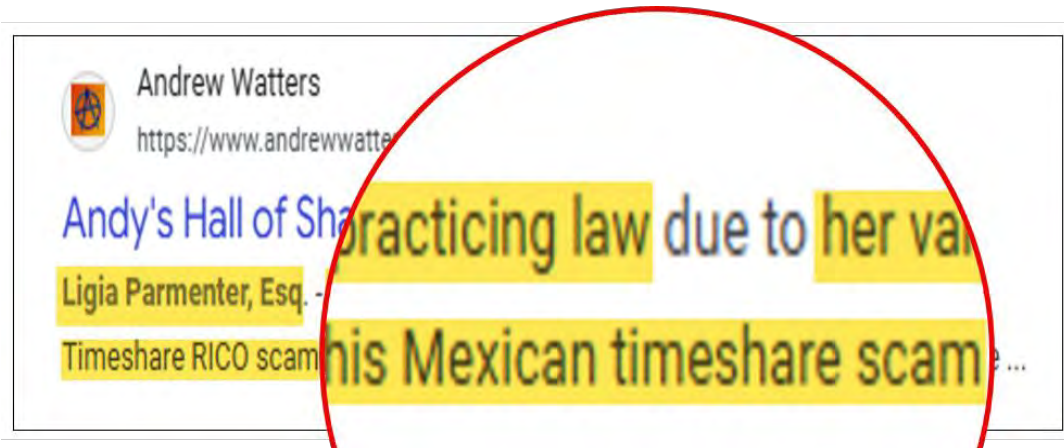 Andrew Watters
https://www.andrewwatte
Andy's Hall of Sha
practicing law due to her va
Ligia Parmenter, Esq. -
Timeshare RICO scam
his Mexican timeshare scam
...